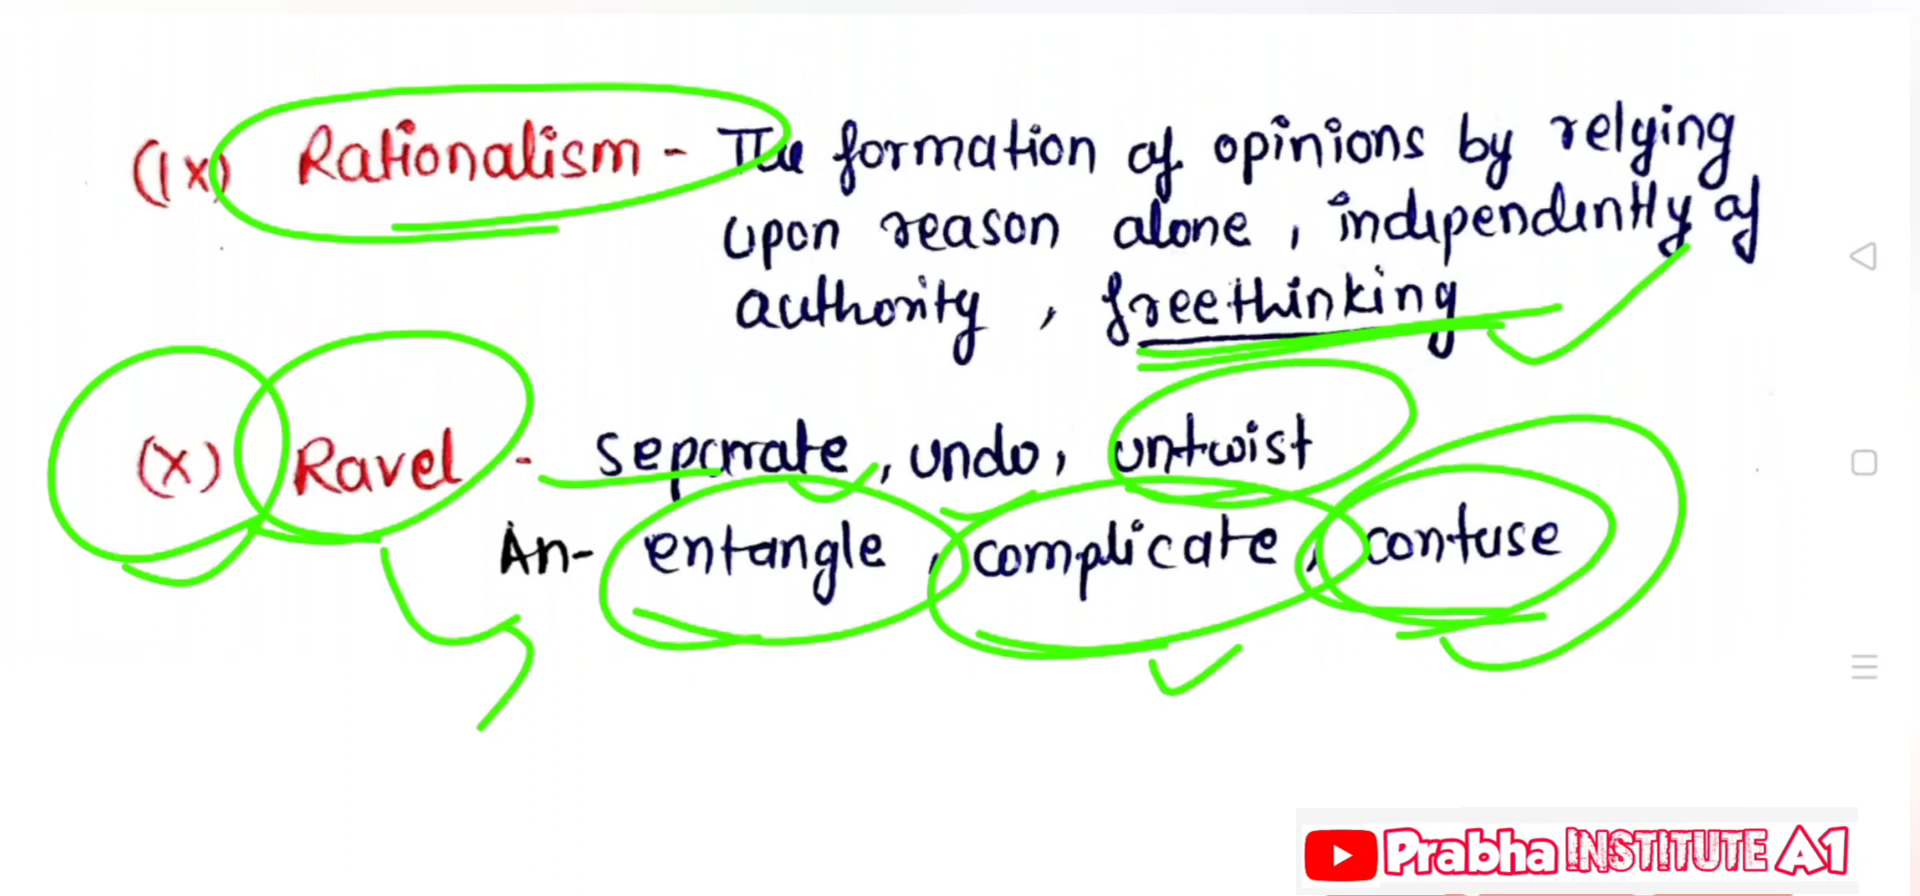 (ix) Rationalism - The formation of opinions by relying
upon reason alone, independently of
authority, freethinking
(x) Ravel - separate, undo, untwist
An- entangle, complicate, confuse
Prabha INSTITUTE A1